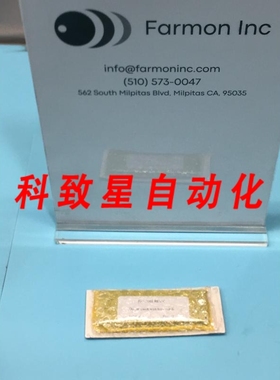 Farmon Inc
info@farmoninc.com
(510) 573-0047
562 South Milpitas Blvd, Milpitas CA, 95035
科致星自动化